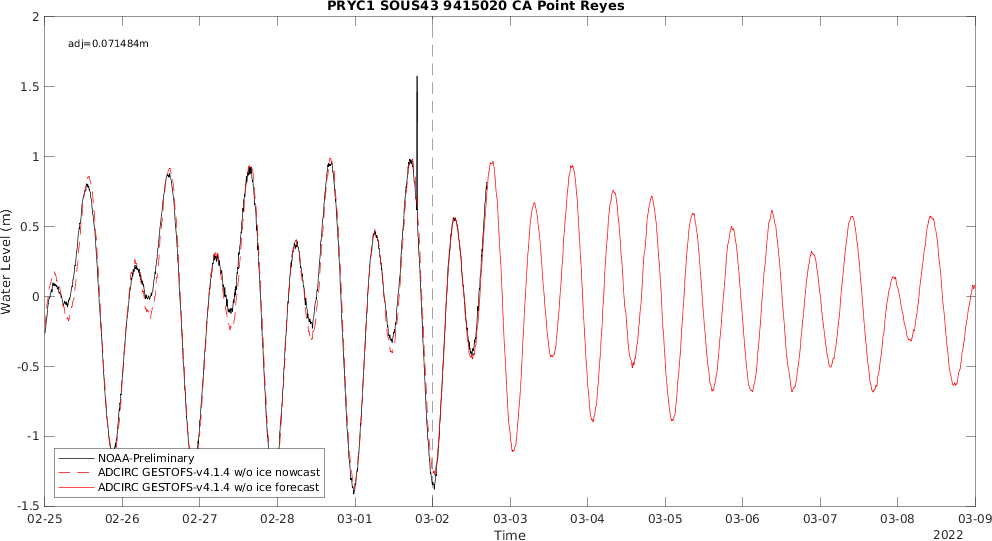 PRYC1 SOUS43 9415020 CA Point Reyes
adj=0.071484m
Water Level (m)
2
1.5
1
0.5
0
-0.5
-1
-1.5
NOAA-Preliminary
ADCIRC GESTOFS-v4.1.4 w/o ice nowcast
ADCIRC GESTOFS-v4.1.4 w/o ice forecast
02-25 02-26 02-27 02-28 03-01 03-02 03-03 03-04 03-05 03-06 03-07 03-08 03-09
Time
2022